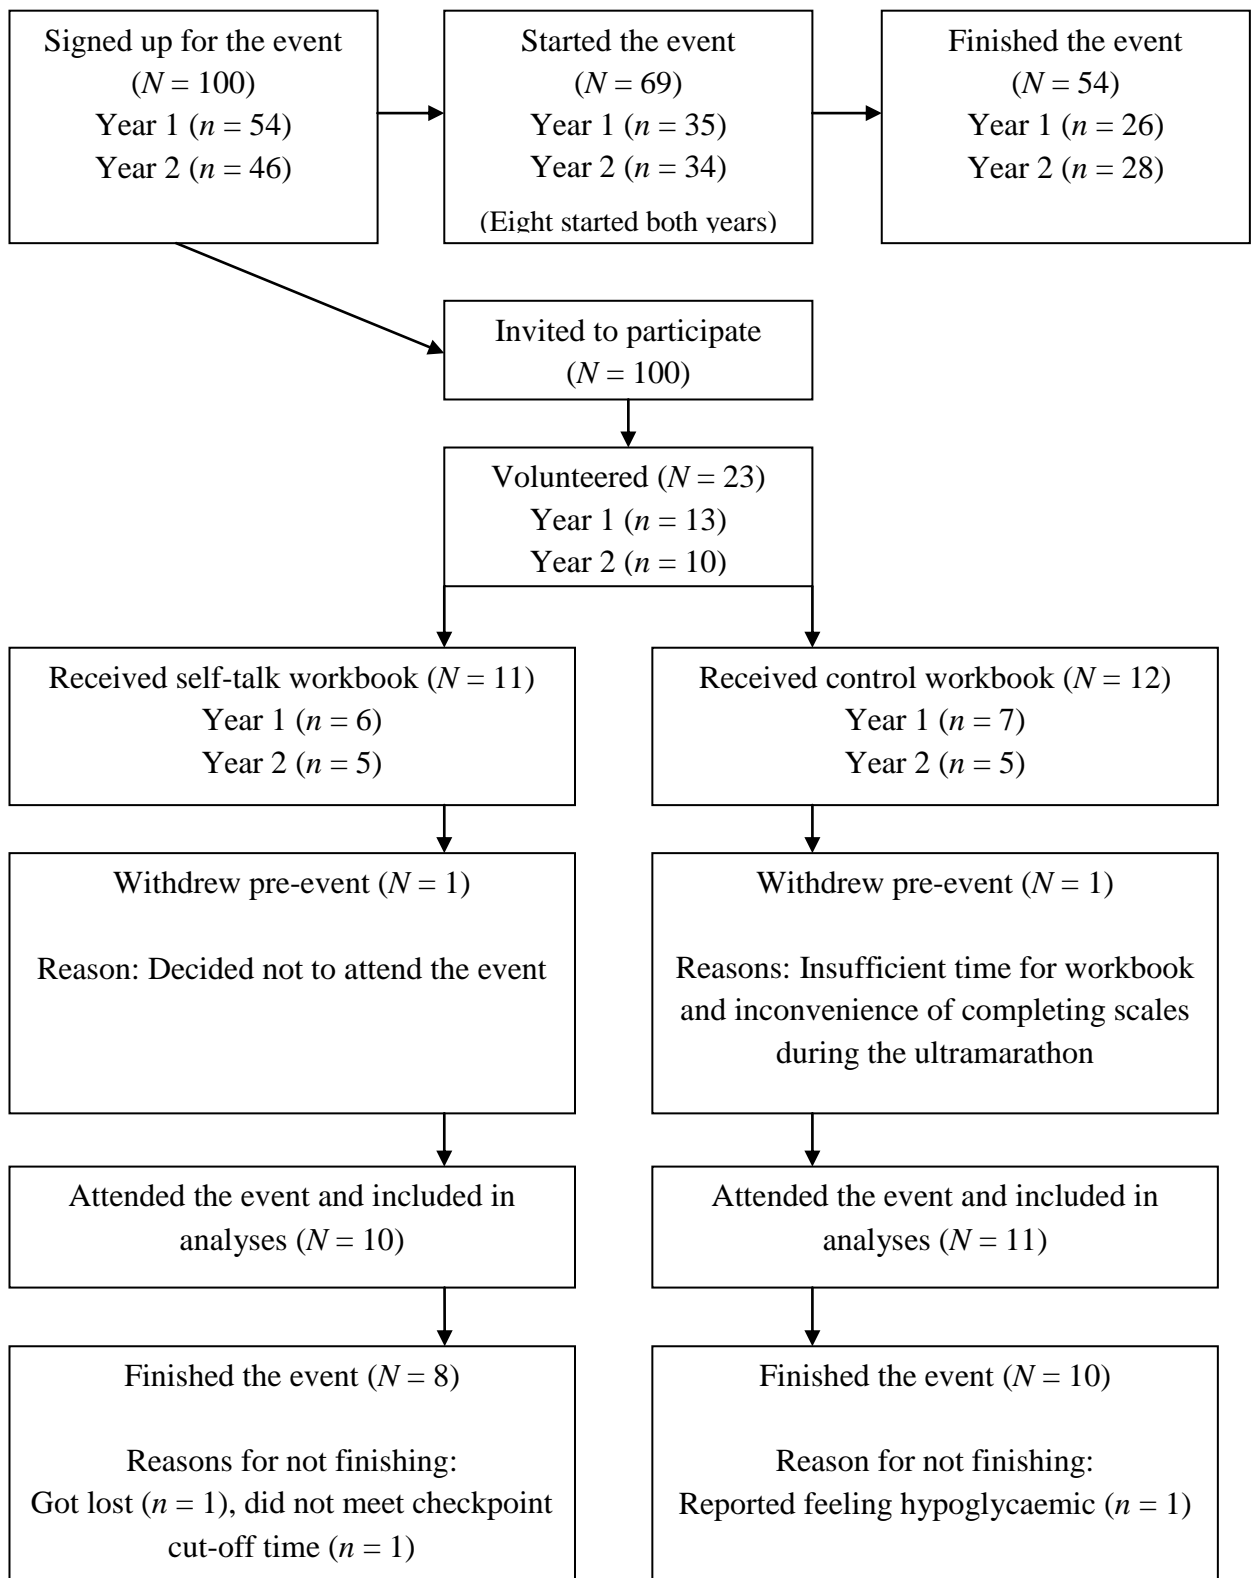 Signed up for the event
(N = 100)
Year 1 (n = 54)
Year 2 (n = 46)
Started the event
(N = 69)
Year 1 (n = 35)
Year 2 (n = 34)
(Eight started both years)
Finished the event
(N = 54)
Year 1 (n = 26)
Year 2 (n = 28)
Invited to participate
(N = 100)
Volunteered (N = 23)
Year 1 (n = 13)
Year 2 (n = 10)
Received self-talk workbook (N = 11)
Year 1 (n = 6)
Year 2 (n = 5)
Received control workbook (N = 12)
Year 1 (n = 7)
Year 2 (n = 5)
Withdrew pre-event (N = 1)
Reason: Decided not to attend the event
Withdrew pre-event (N = 1)
Reasons: Insufficient time for workbook
and inconvenience of completing scales
during the ultramarathon
Attended the event and included in
analyses (N = 10)
Attended the event and included in
analyses (N = 11)
Finished the event (N = 8)
Reasons for not finishing:
Got lost (n = 1), did not meet checkpoint
cut-off time (n = 1)
Finished the event (N = 10)
Reason for not finishing:
Reported feeling hypoglycaemic (n = 1)